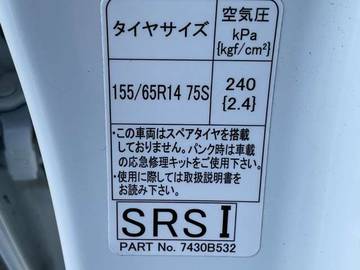 タイヤサイズ
空気圧
kPa
{kgf/cm²}
155/65R14 75S
240
{2.4}
・この車両はスペアタイヤを搭載
しておりません。パンク時は車載
の応急修理キットをご使用下さい。
・使用に際しては取扱説明書を
お読み下さい。
SRS I
PART No. 7430B532